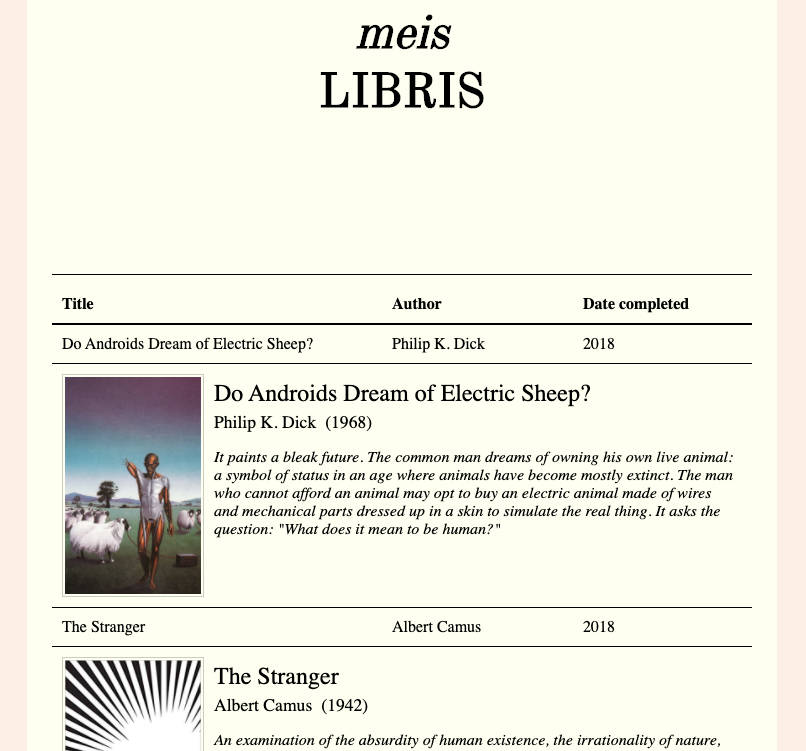 meis
LIBRIS
Title Author Date completed
Do Androids Dream of Electric Sheep? Philip K. Dick 2018
Do Androids Dream of Electric Sheep?
Philip K. Dick (1968)
It paints a bleak future. The common man dreams of owning his own live animal:
a symbol of status in an age where animals have become mostly extinct. The man
who cannot afford an animal may opt to buy an electric animal made of wires
and mechanical parts dressed up in a skin to simulate the real thing. It asks the
question: "What does it mean to be human?"
The Stranger Albert Camus 2018
The Stranger
Albert Camus (1942)
An examination of the absurdity of human existence, the irrationality of nature,